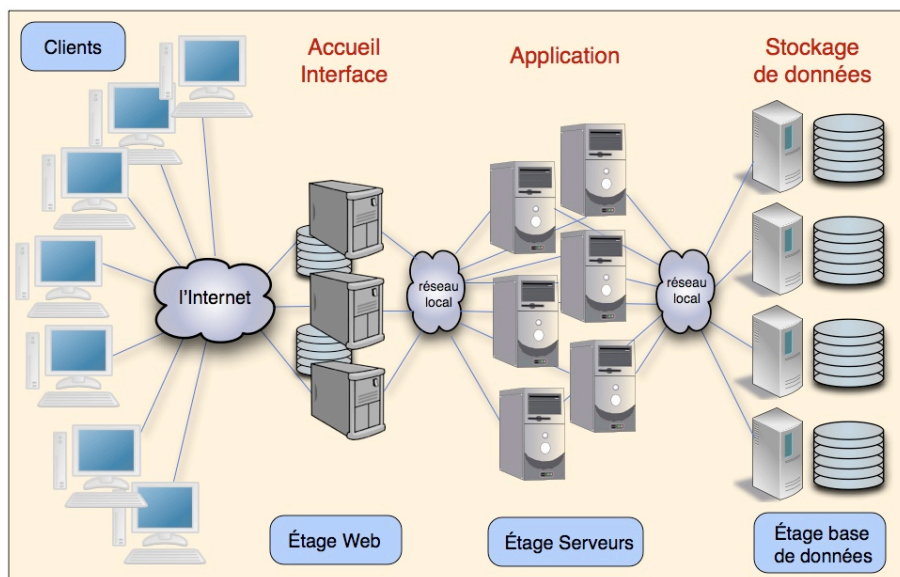 Clients
Accueil
Interface
Application
Stockage
de données
l'Internet
réseau
local
réseau
local
Étage Web
Étage Serveurs
Étage base
de données